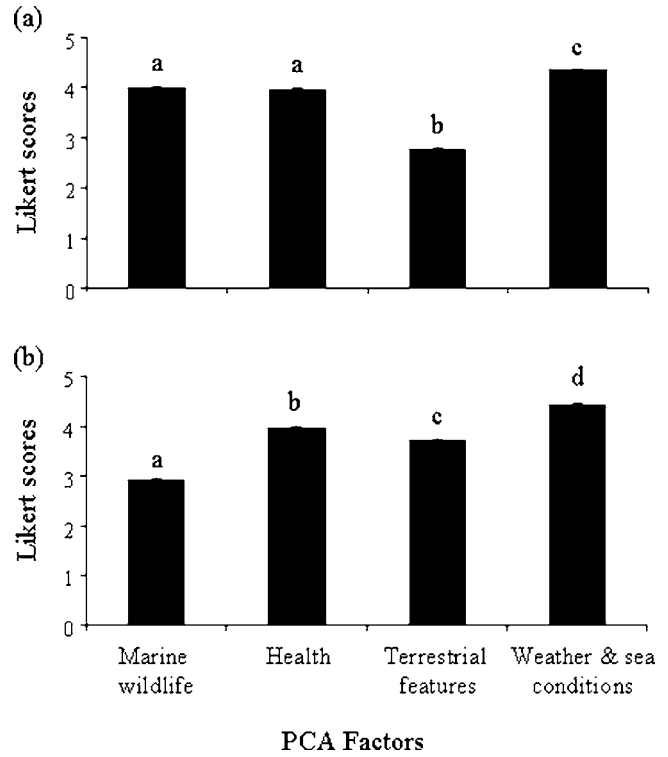 (a)
5
4
3
2
1
0
Likert scores
a
a
b
c
(b)
5
4
3
2
1
0
Likert scores
a
b
c
d
Marine
wildlife
Health
Terrestrial
features
Weather & sea
conditions
PCA Factors